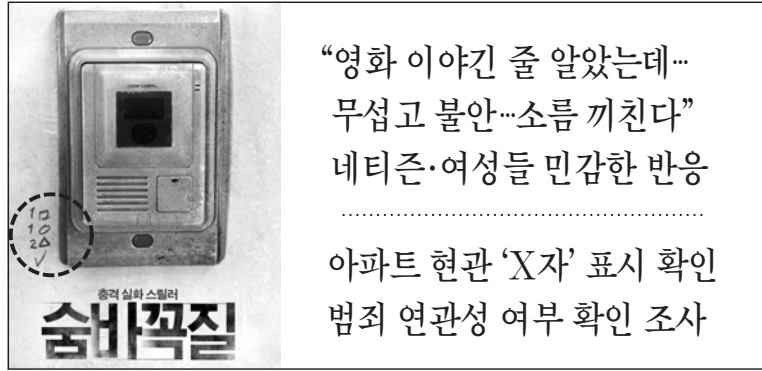 1□
1○
2△
✓
충격 실화 스릴러
숨바꼭질
“영화 이야긴 줄 알았는데…
무섭고 불안…소름 끼친다”
네티즌·여성들 민감한 반응
아파트 현관 ‘X자’ 표시 확인
범죄 연관성 여부 확인 조사